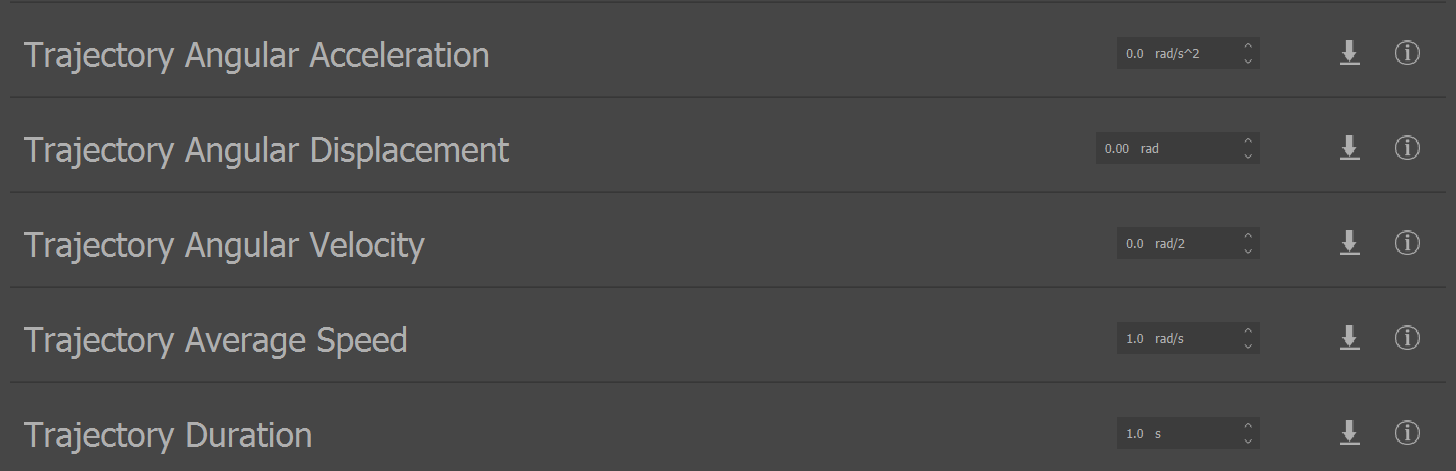 Trajectory Angular Acceleration 0.0 rad/s^2
Trajectory Angular Displacement 0.00 rad
Trajectory Angular Velocity 0.0 rad/2
Trajectory Average Speed 1.0 rad/s
Trajectory Duration 1.0 s